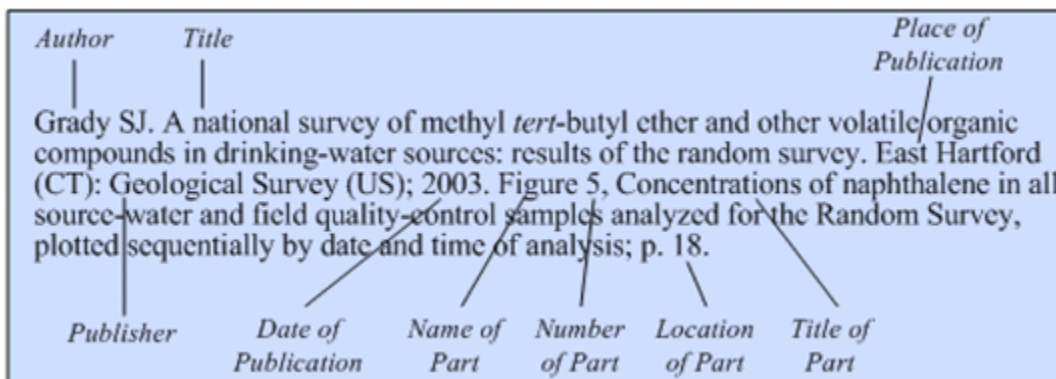 Author Title Place of
Publication
Grady SJ. A national survey of methyl tert-butyl ether and other volatile organic
compounds in drinking-water sources: results of the random survey. East Hartford
(CT): Geological Survey (US); 2003. Figure 5, Concentrations of naphthalene in all
source-water and field quality-control samples analyzed for the Random Survey,
plotted sequentially by date and time of analysis; p. 18.
Publisher Date of Name of Number Location Title of
Publication Part of Part of Part Part